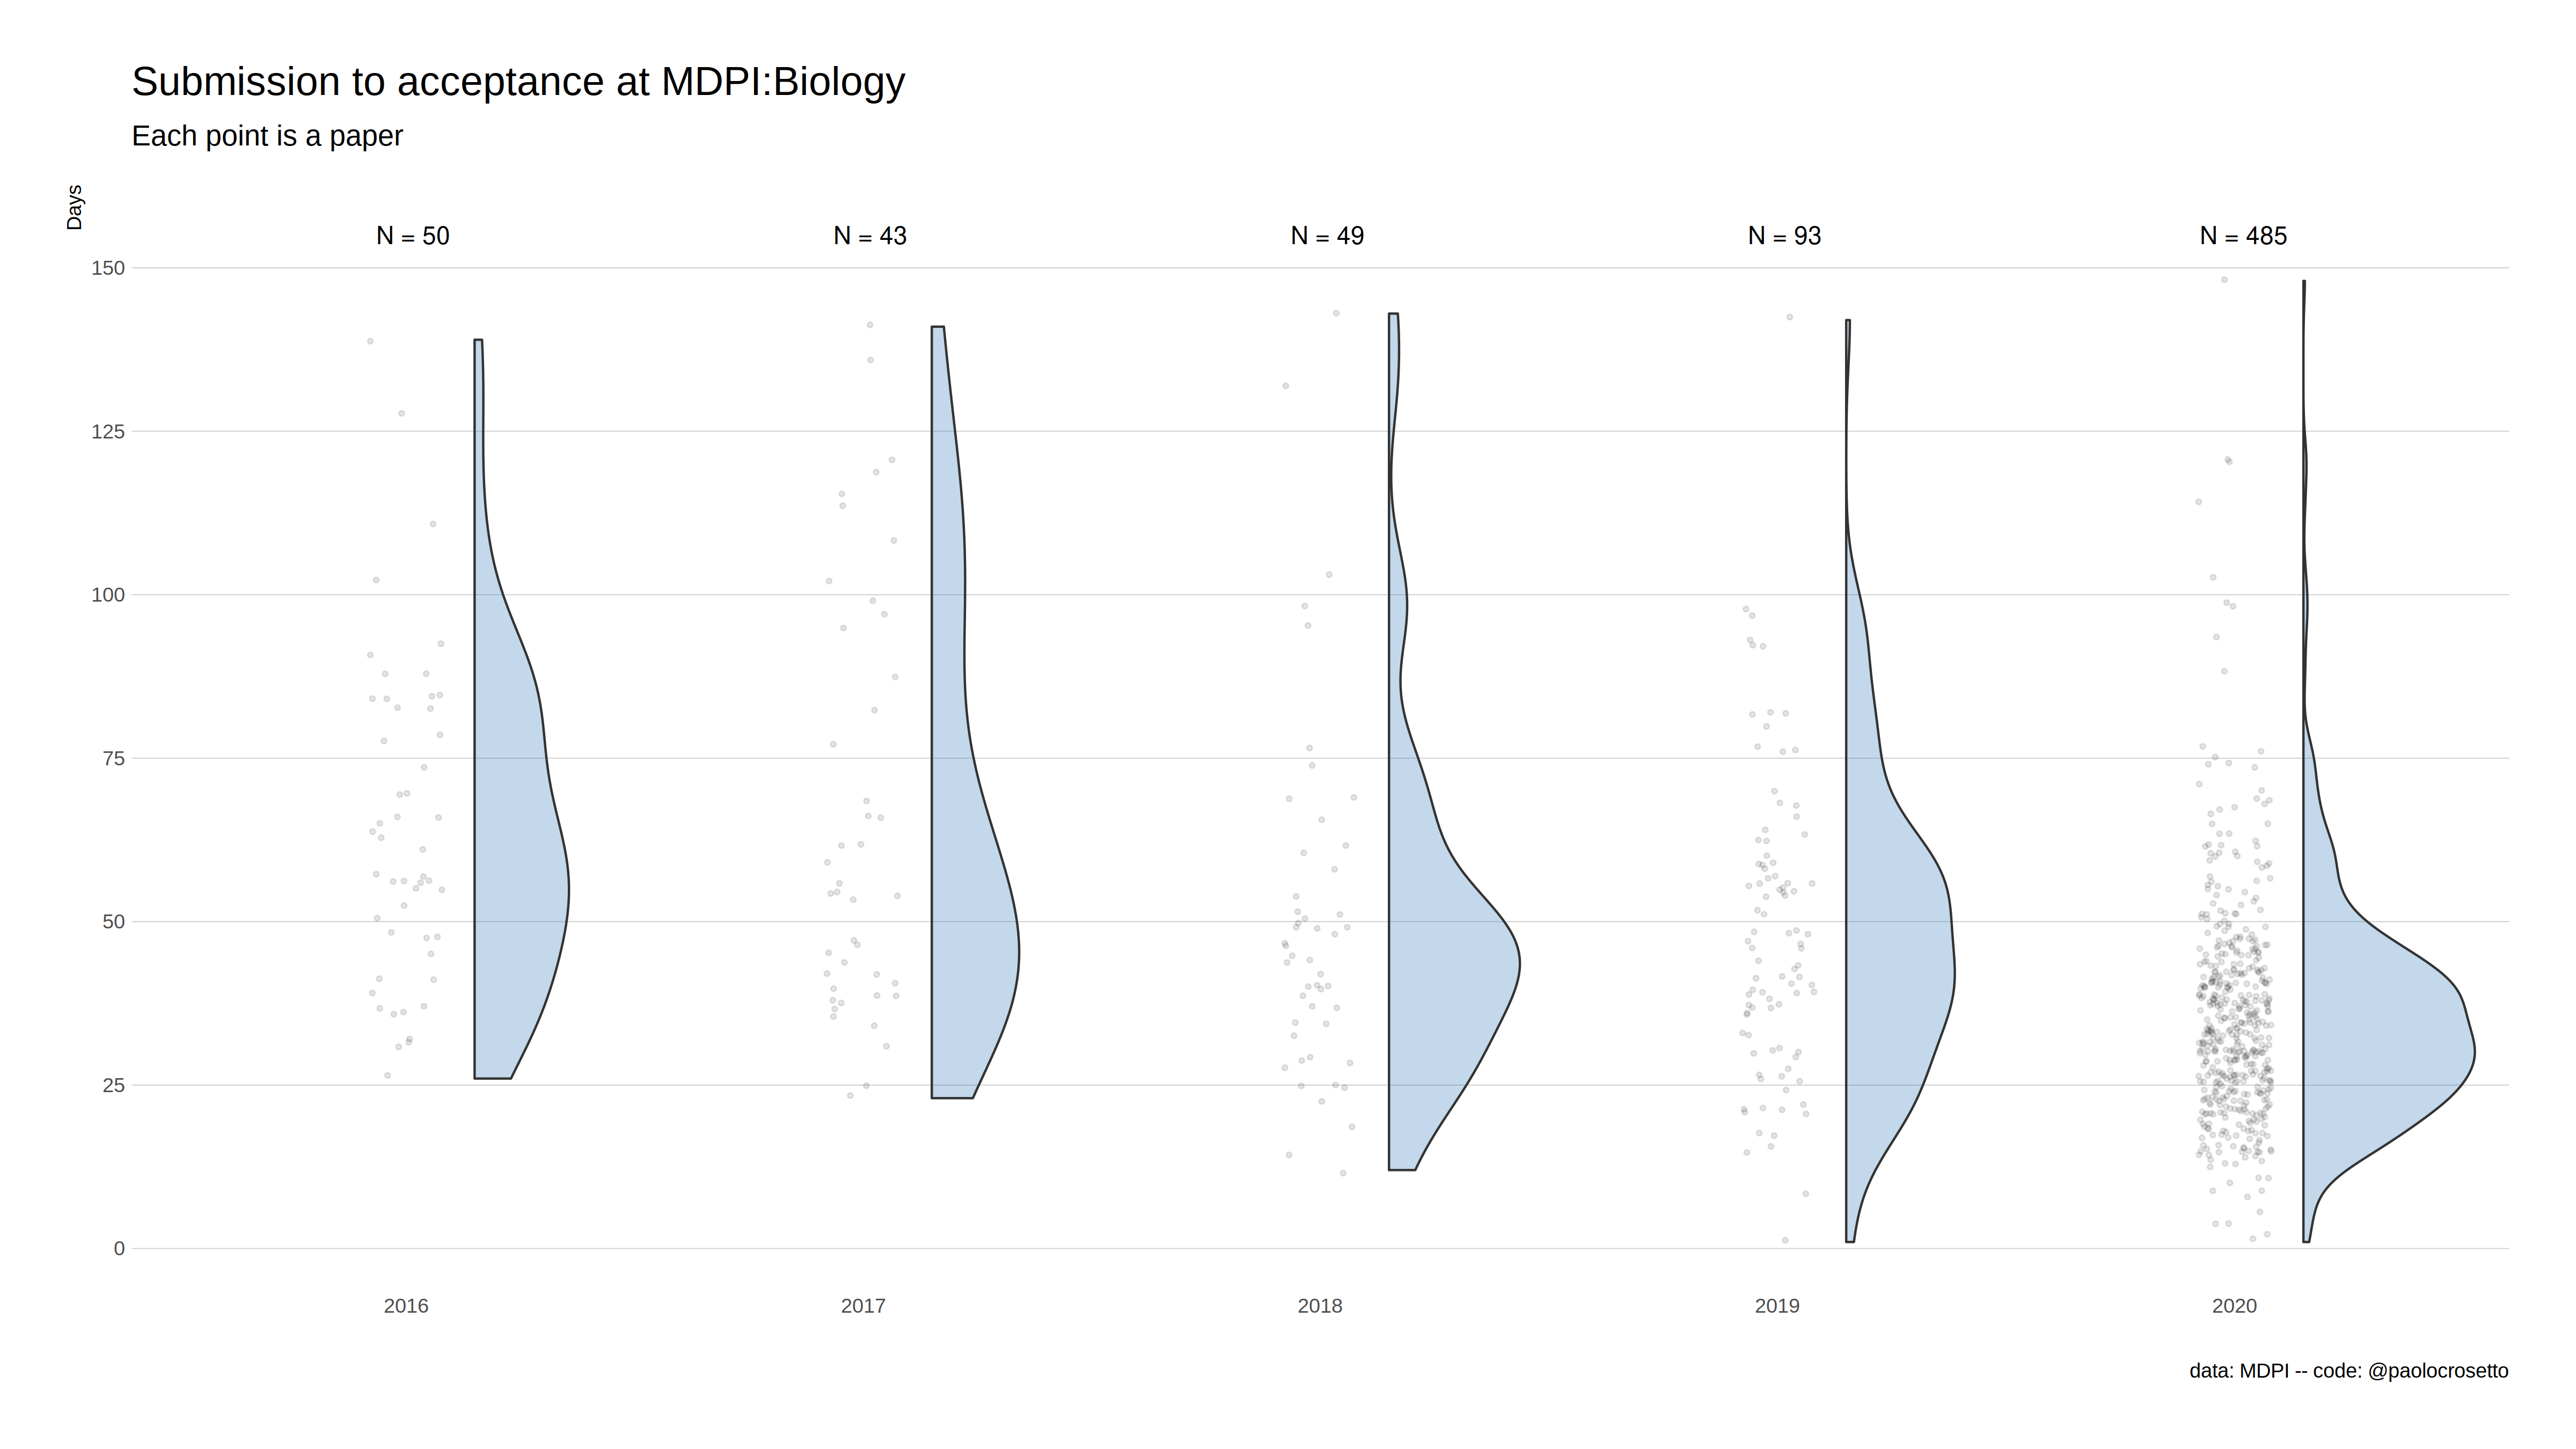 Submission to acceptance at MDPI:Biology
Each point is a paper
Days
N = 50
N = 43
N = 49
N = 93
N = 485
150
125
100
75
50
25
0
2016
2017
2018
2019
2020
data: MDPI -- code: @paolocrosetto